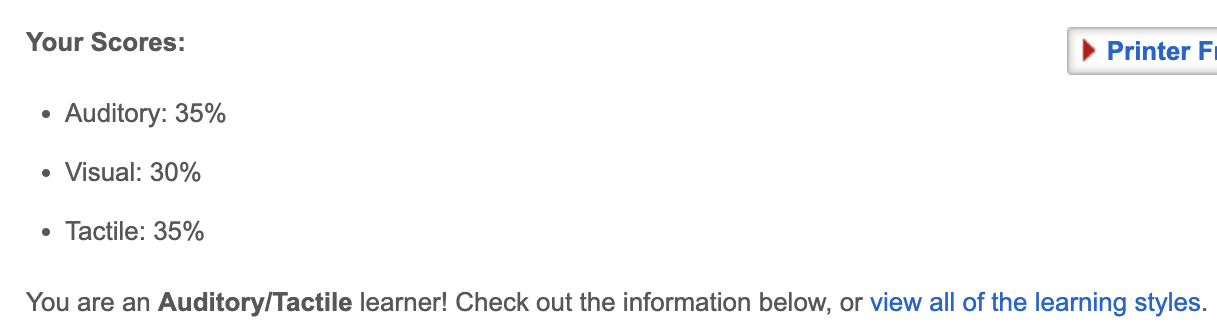 Your Scores:
Printer Fr
• Auditory: 35%
• Visual: 30%
• Tactile: 35%
You are an Auditory/Tactile learner! Check out the information below, or view all of the learning styles.